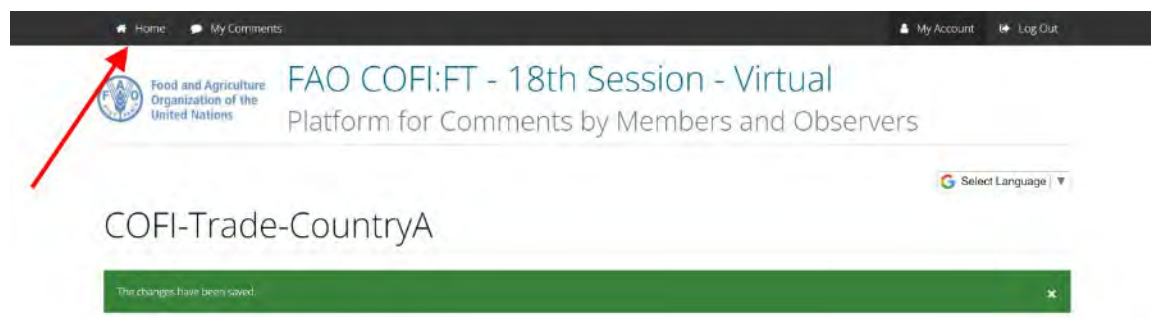 Home My Comments My Account Log Out
Food and Agriculture
Organization of the
United Nations
FAO COFI:FT - 18th Session - Virtual
Platform for Comments by Members and Observers
Select Language
COFI-Trade-CountryA
The changes have been saved.